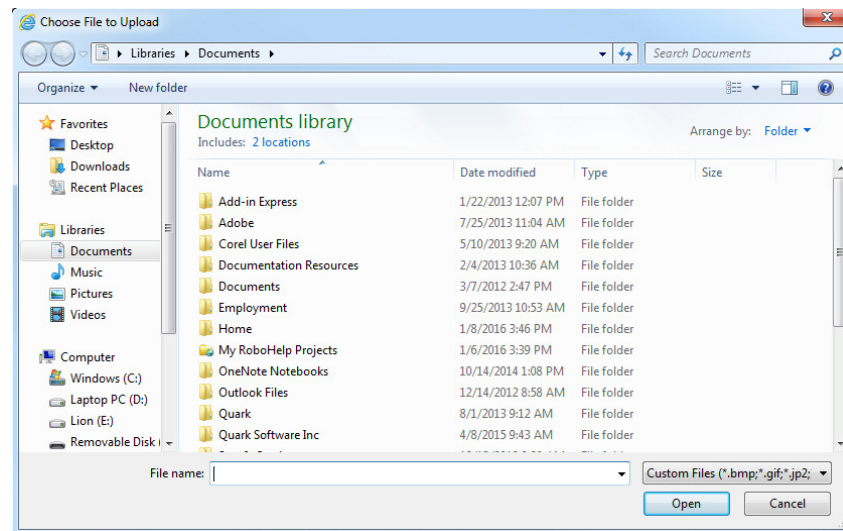 Choose File to Upload
Libraries Documents
Search Documents
Organize New folder
Favorites
Desktop
Downloads
Recent Places
Libraries
Documents
Music
Pictures
Videos
Computer
Windows (C:)
Laptop PC (D:)
Lion (E:)
Removable Disk
Documents library
Includes: 2 locations
Arrange by: Folder
Name Date modified Type Size
Add-in Express 1/22/2013 12:07 PM File folder
Adobe 7/25/2013 11:04 AM File folder
Corel User Files 5/10/2013 9:20 AM File folder
Documentation Resources 2/4/2013 10:36 AM File folder
Documents 3/7/2012 2:47 PM File folder
Employment 9/25/2013 10:53 AM File folder
Home 1/8/2016 3:46 PM File folder
My RoboHelp Projects 1/6/2016 3:39 PM File folder
OneNote Notebooks 10/14/2014 1:08 PM File folder
Outlook Files 12/14/2012 8:58 AM File folder
Quark 8/1/2013 9:12 AM File folder
Quark Software Inc 4/8/2015 9:43 AM File folder
File name:
Custom Files (*.bmp;*.gif;*.jp2;
Open Cancel